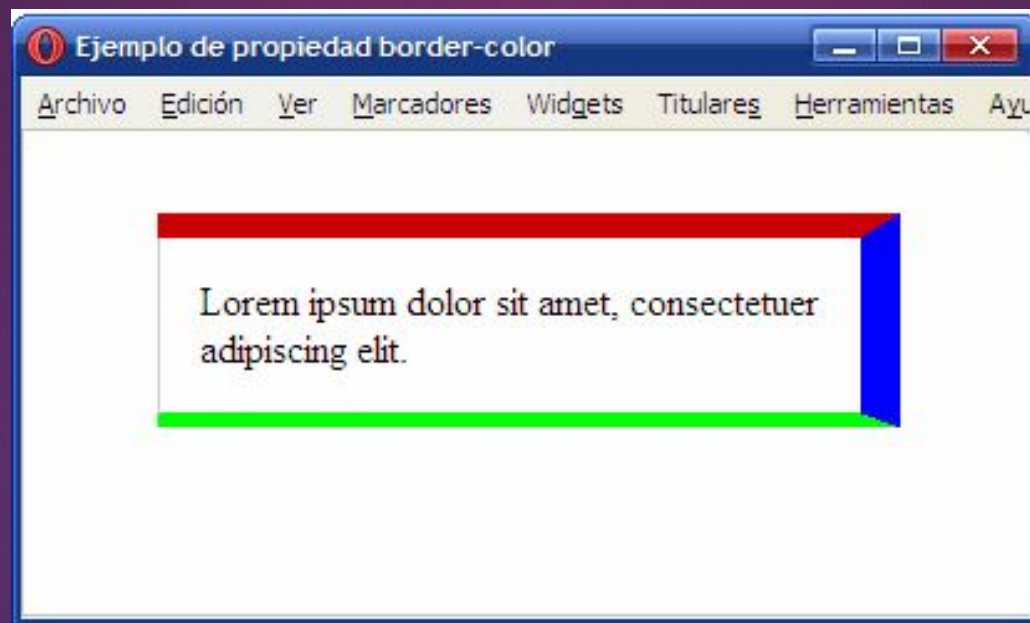 Ejemplo de propiedad border-color
Archivo Edición Ver Marcadores Widgets Titulares Herramientas Ayu
Lorem ipsum dolor sit amet, consectetuer
adipiscing elit.